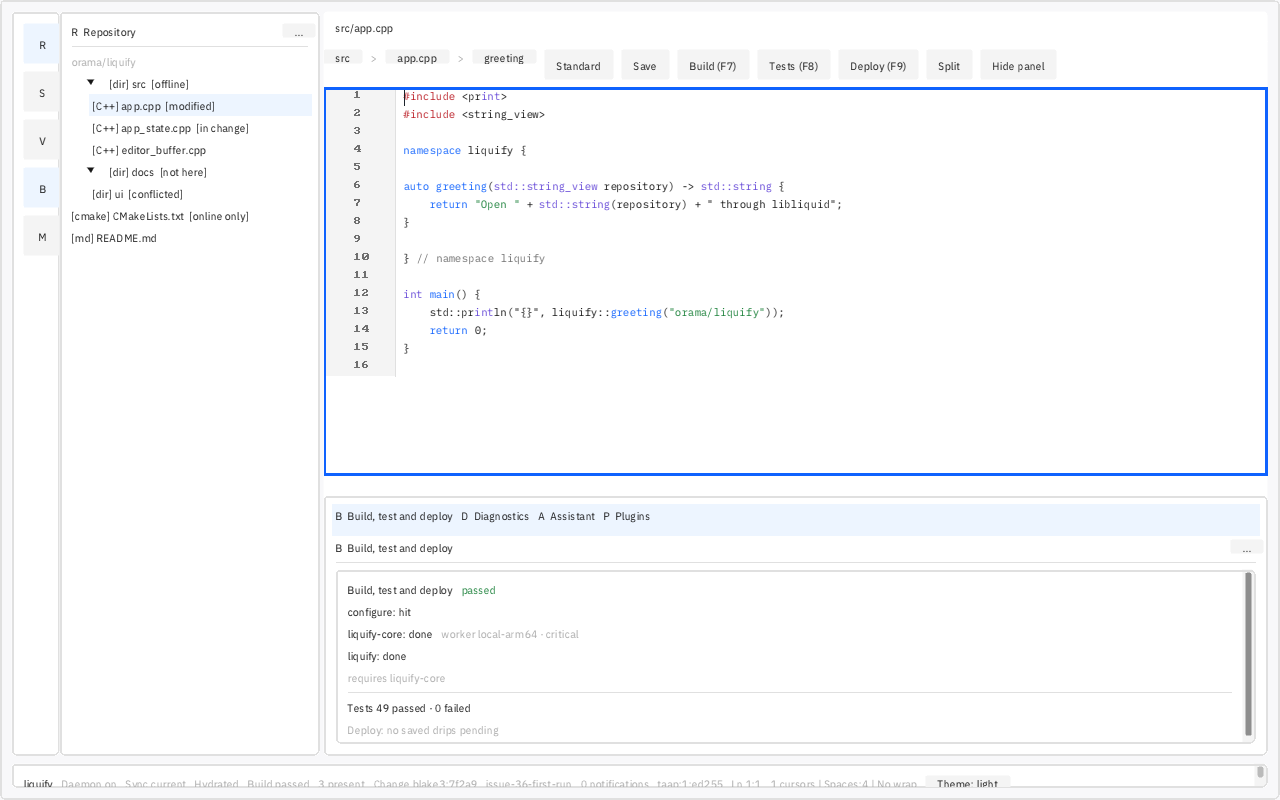 R
S
V
B
M
R Repository ...
orama/liquify
[dir] src [offline]
[C++] app.cpp [modified]
[C++] app_state.cpp [in change]
[C++] editor_buffer.cpp
[dir] docs [not here]
[dir] ui [conflicted]
[cmake] CMakeLists.txt [online only]
[md] README.md
src/app.cpp
src > app.cpp > greeting Standard Save Build (F7) Tests (F8) Deploy (F9) Split Hide panel
1 #include <print>
2 #include <string_view>
3
4 namespace liquify {
5
6 auto greeting(std::string_view repository) -> std::string {
7     return "Open " + std::string(repository) + " through libliquid";
8 }
9
10 } // namespace liquify
11
12 int main() {
13     std::println("{}", liquify::greeting("orama/liquify"));
14     return 0;
15 }
16
B Build, test and deploy D Diagnostics A Assistant P Plugins
B Build, test and deploy ...
Build, test and deploy passed
configure: hit
liquify-core: done worker local-arm64 · critical
liquify: done
requires liquify-core
Tests 49 passed · 0 failed
Deploy: no saved drips pending
liquify Daemon on Sync current Hydrated Build passed 3 present Change blake3:7f2a9 issue-36-first-run 0 notifications taap:1:ed255 Ln 1:1 1 cursors | Spaces:4 | No wrap Theme: light